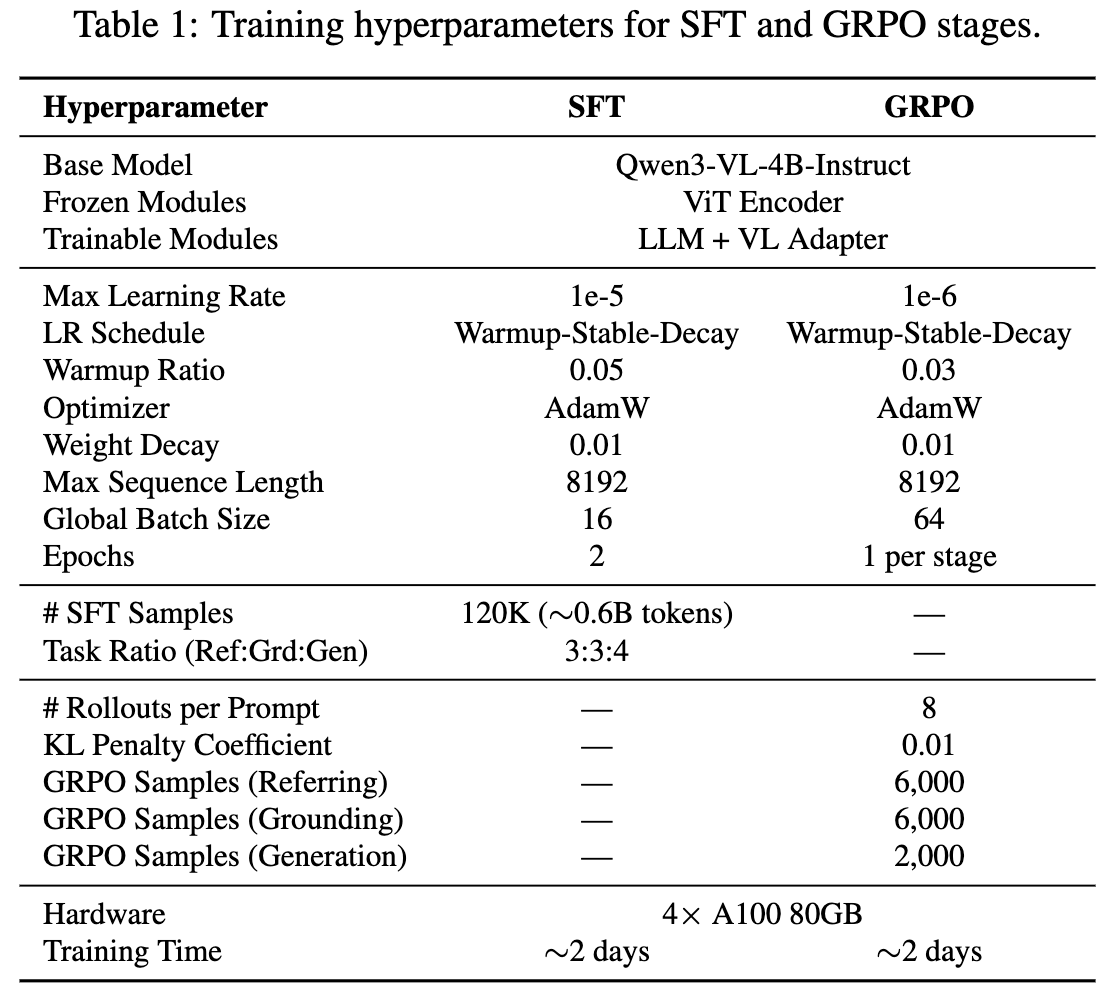 Table 1: Training hyperparameters for SFT and GRPO stages.
Hyperparameter SFT GRPO
Base Model Qwen3-VL-4B-Instruct
Frozen Modules ViT Encoder
Trainable Modules LLM + VL Adapter
Max Learning Rate 1e-5 1e-6
LR Schedule Warmup-Stable-Decay Warmup-Stable-Decay
Warmup Ratio 0.05 0.03
Optimizer AdamW AdamW
Weight Decay 0.01 0.01
Max Sequence Length 8192 8192
Global Batch Size 16 64
Epochs 2 1 per stage
# SFT Samples 120K (∼0.6B tokens) —
Task Ratio (Ref:Grd:Gen) 3:3:4 —
# Rollouts per Prompt — 8
KL Penalty Coefficient — 0.01
GRPO Samples (Referring) — 6,000
GRPO Samples (Grounding) — 6,000
GRPO Samples (Generation) — 2,000
Hardware 4× A100 80GB
Training Time ∼2 days ∼2 days